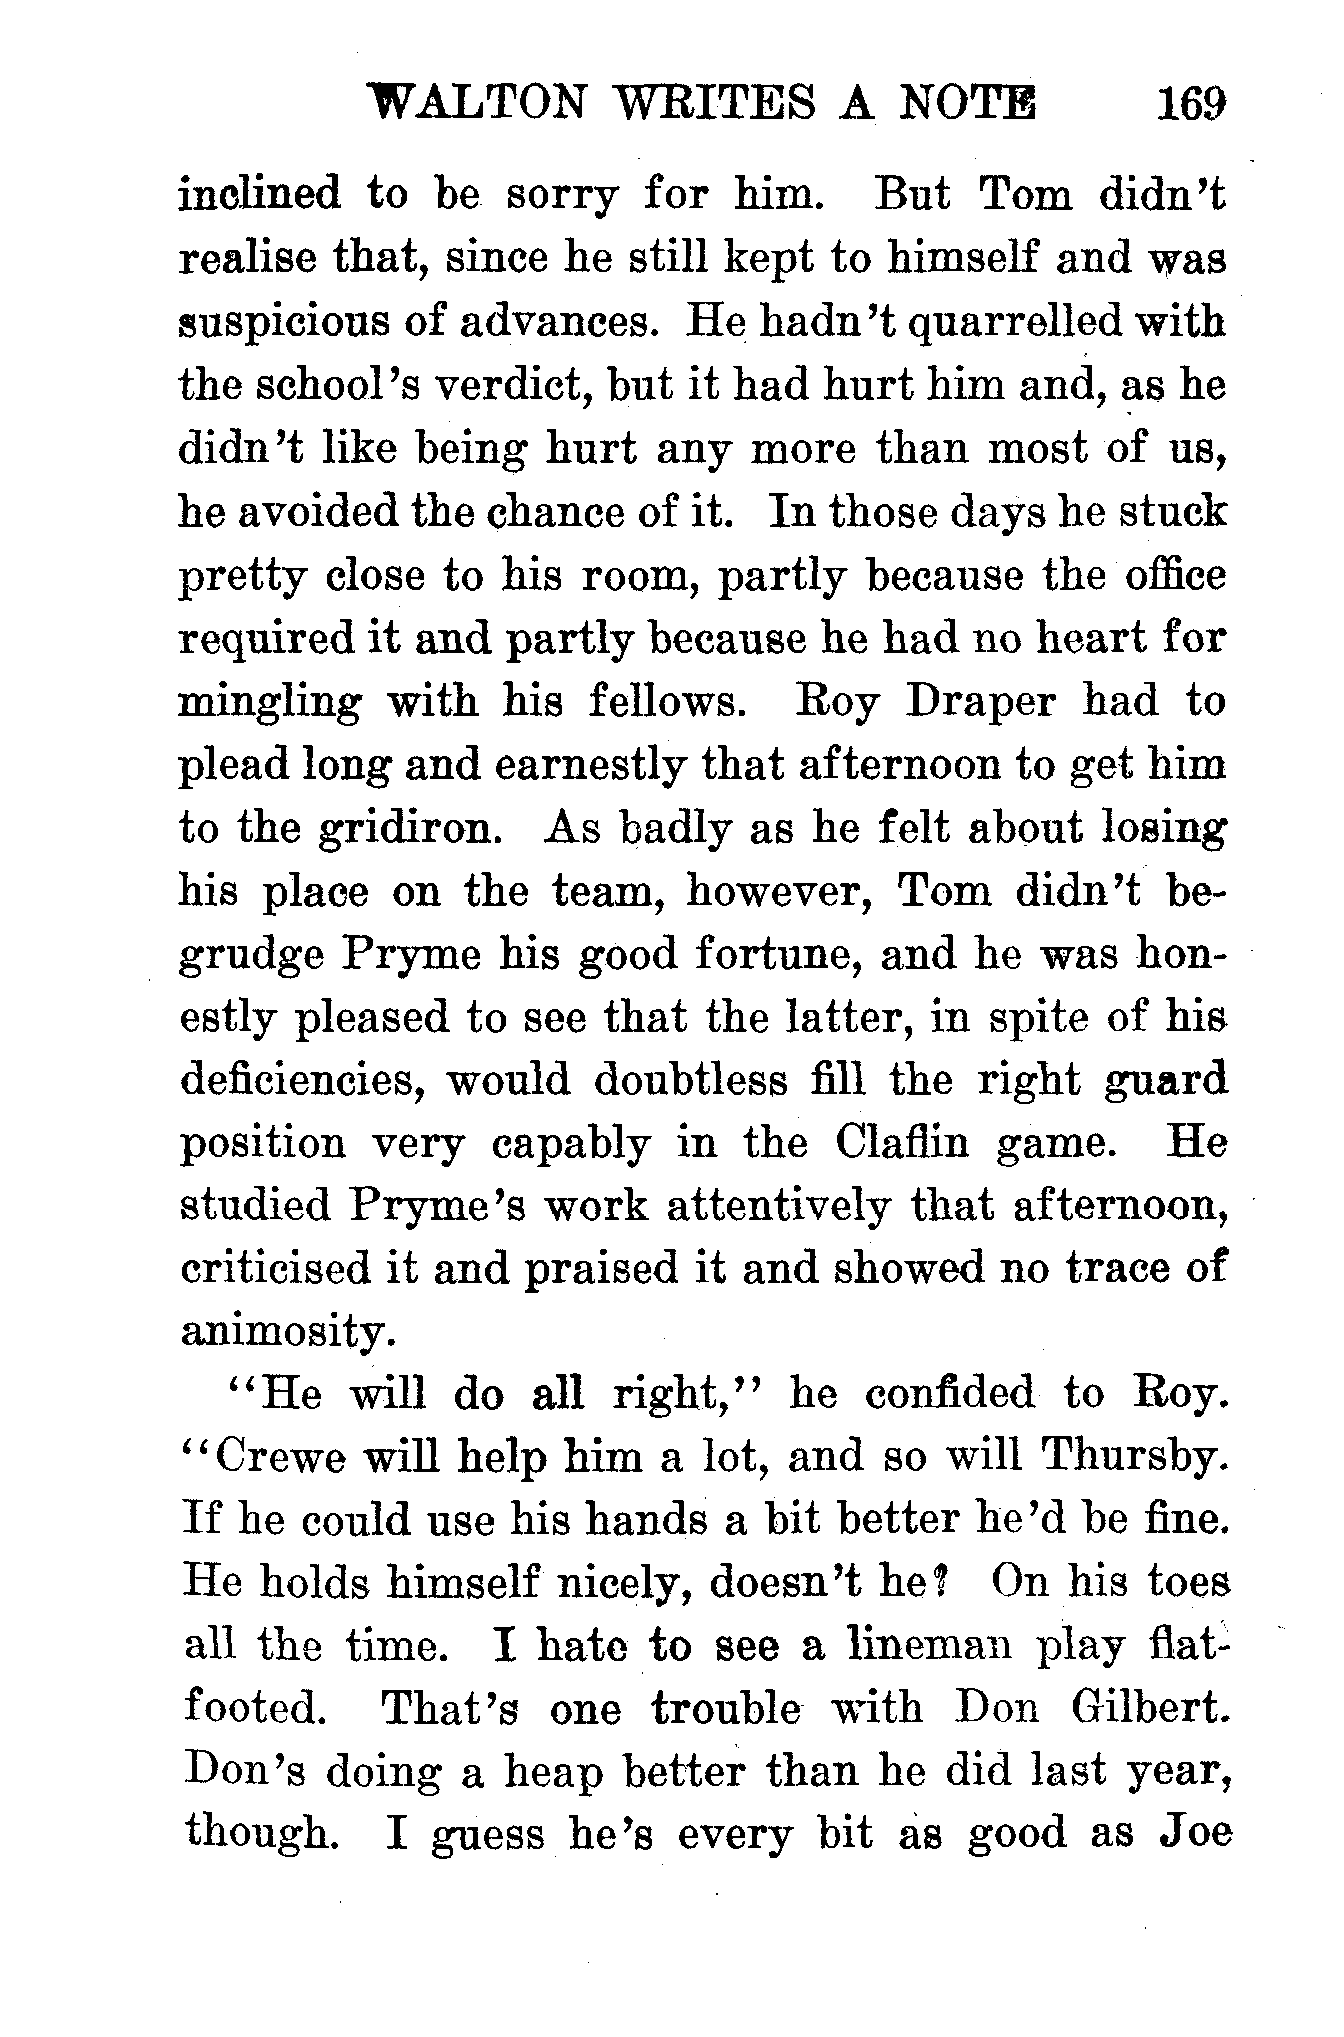 WALTON WRITES A NOTE 169
inclined to be sorry for him. But Tom didn't
realise that, since he still kept to himself and was
suspicious of advances. He hadn't quarrelled with
the school's verdict, but it had hurt him and, as he
didn't like being hurt any more than most of us,
he avoided the chance of it. In those days he stuck
pretty close to his room, partly because the office
required it and partly because he had no heart for
mingling with his fellows. Roy Draper had to
plead long and earnestly that afternoon to get him
to the gridiron. As badly as he felt about losing
his place on the team, however, Tom didn't be-
grudge Pryme his good fortune, and he was hon-
estly pleased to see that the latter, in spite of his
deficiencies, would doubtless fill the right guard
position very capably in the Claflin game. He
studied Pryme's work attentively that afternoon,
criticised it and praised it and showed no trace of
animosity.
"He will do all right," he confided to Roy.
"Crewe will help him a lot, and so will Thursby.
If he could use his hands a bit better he'd be fine.
He holds himself nicely, doesn't he? On his toes
all the time. I hate to see a lineman play flat-
footed. That's one trouble with Don Gilbert.
Don's doing a heap better than he did last year,
though. I guess he's every bit as good as Joe